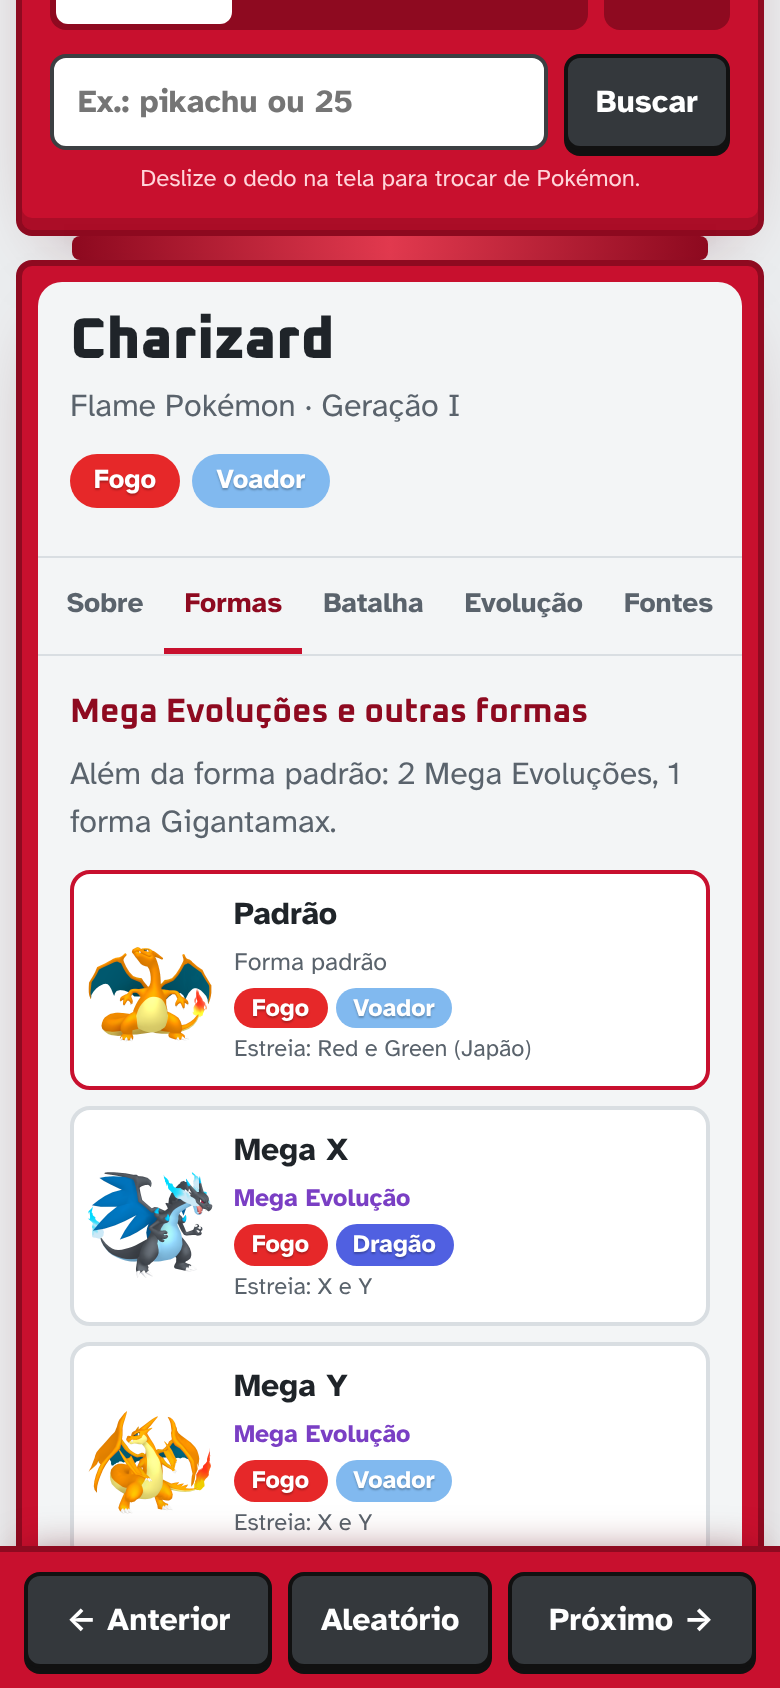 Ex.: pikachu ou 25
Buscar
Deslize o dedo na tela para trocar de Pokémon.
Charizard
Flame Pokémon · Geração I
Fogo Voador
Sobre Formas Batalha Evolução Fontes
Mega Evoluções e outras formas
Além da forma padrão: 2 Mega Evoluções, 1
forma Gigantamax.
Padrão
Forma padrão
Fogo Voador
Estreia: Red e Green (Japão)
Mega X
Mega Evolução
Fogo Dragão
Estreia: X e Y
Mega Y
Mega Evolução
Fogo Voador
Estreia: X e Y
← Anterior Aleatório Próximo →